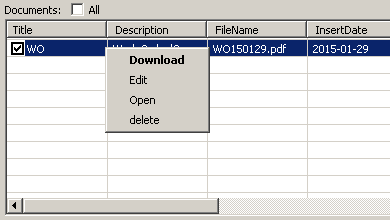 Documents: All
Title Description FileName InsertDate
WO WO150129.pdf 2015-01-29
Download
Edit
Open
delete